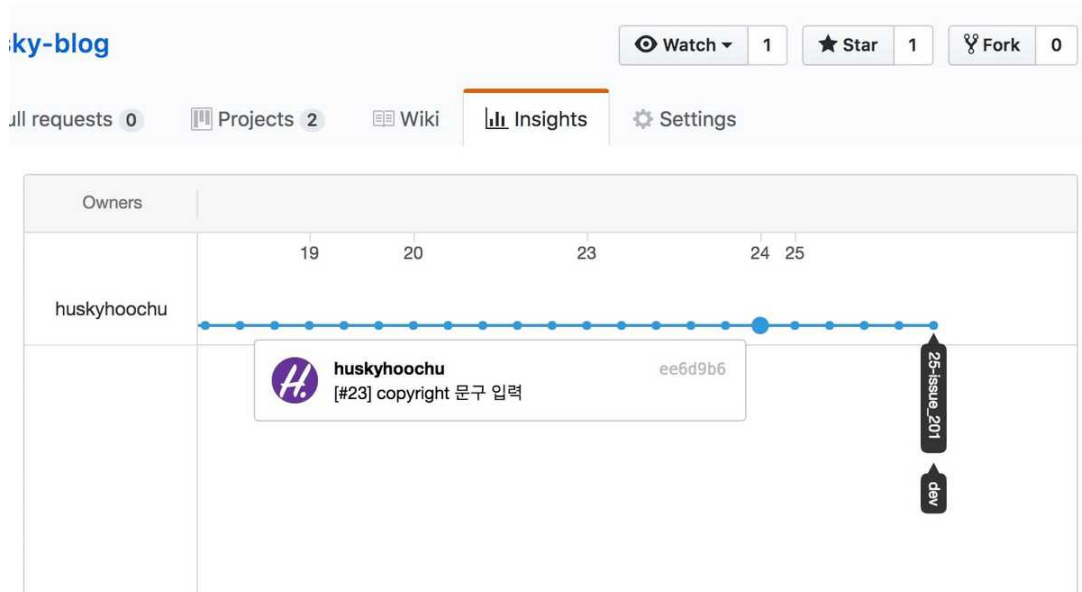 sky-blog
Watch 1
Star 1
Fork 0
ull requests 0
Projects 2
Wiki
Insights
Settings
Owners
19 20 23 24 25
huskyhoochu
huskyhoochu ee6d9b6
[#23] copyright 문구 입력
25-issue_201
dev